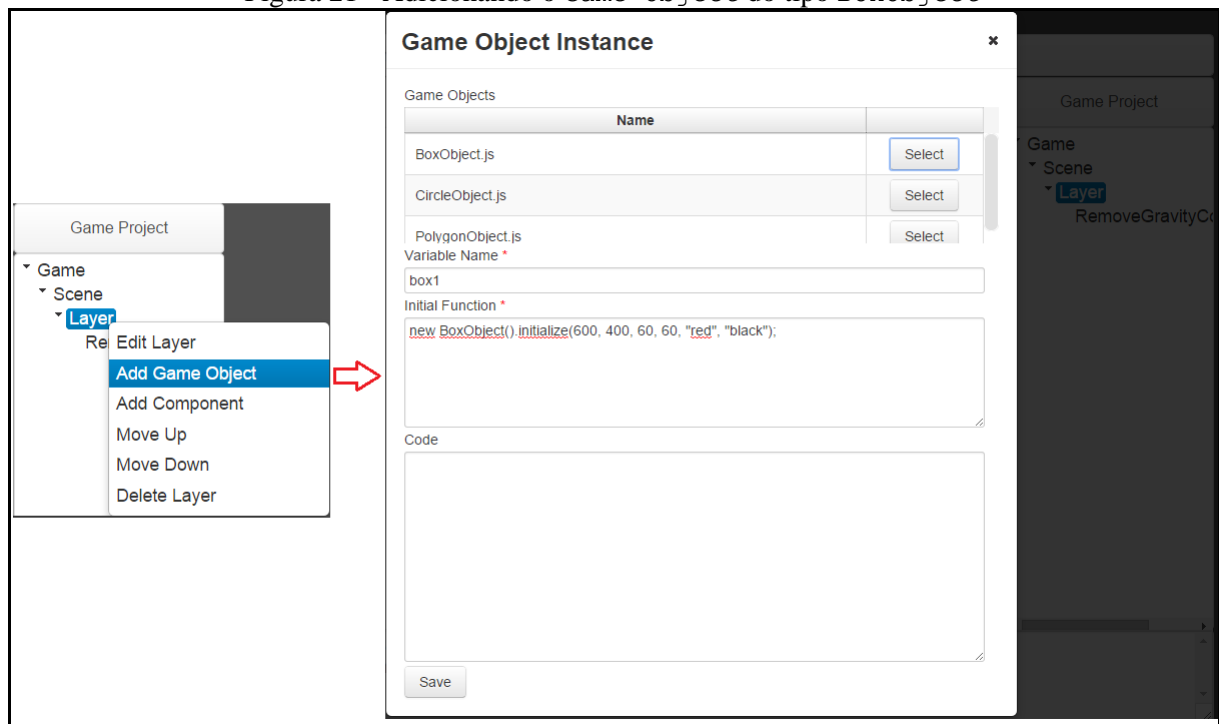 Game Project
Game
Scene
Layer
Re
Edit Layer
Add Game Object
Add Component
Move Up
Move Down
Delete Layer
Game Object Instance
Game Objects
Name
BoxObject.js Select
CircleObject.js Select
PolygonObject.js Select
Variable Name *
box1
Initial Function *
new BoxObject().initialize(600, 400, 60, 60, "red", "black");
Code
Save
Game Project
Game
Scene
Layer
RemoveGravityCo